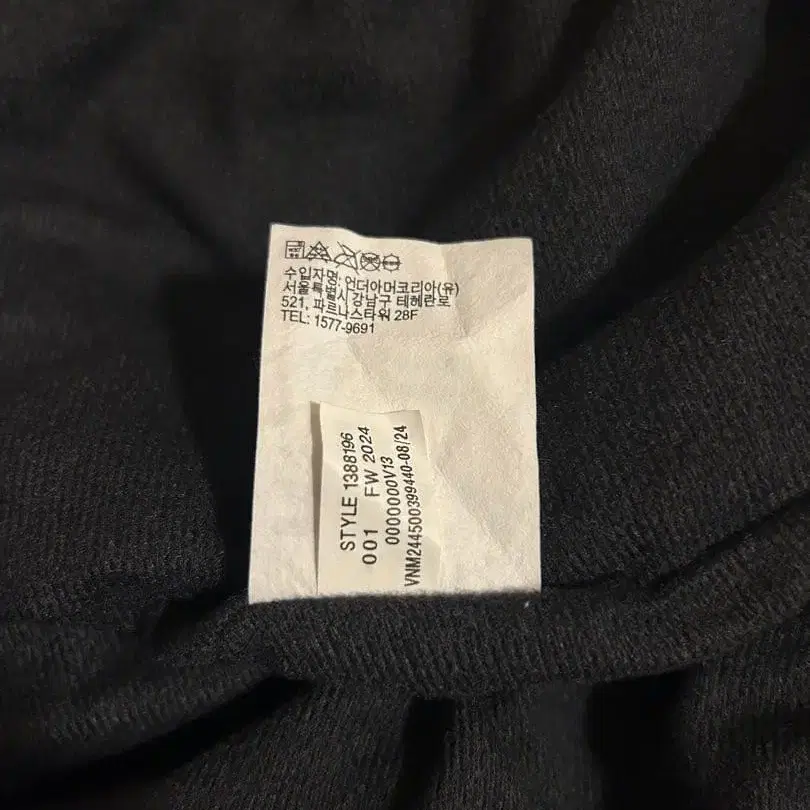 수입자명: 언더아머코리아(유)
서울특별시 강남구 테헤란로
521, 파르나스타워 28F
TEL: 1577-9691
STYLE 1388196
001 FW 2024
0000000V13
VNM244500399440-08/24